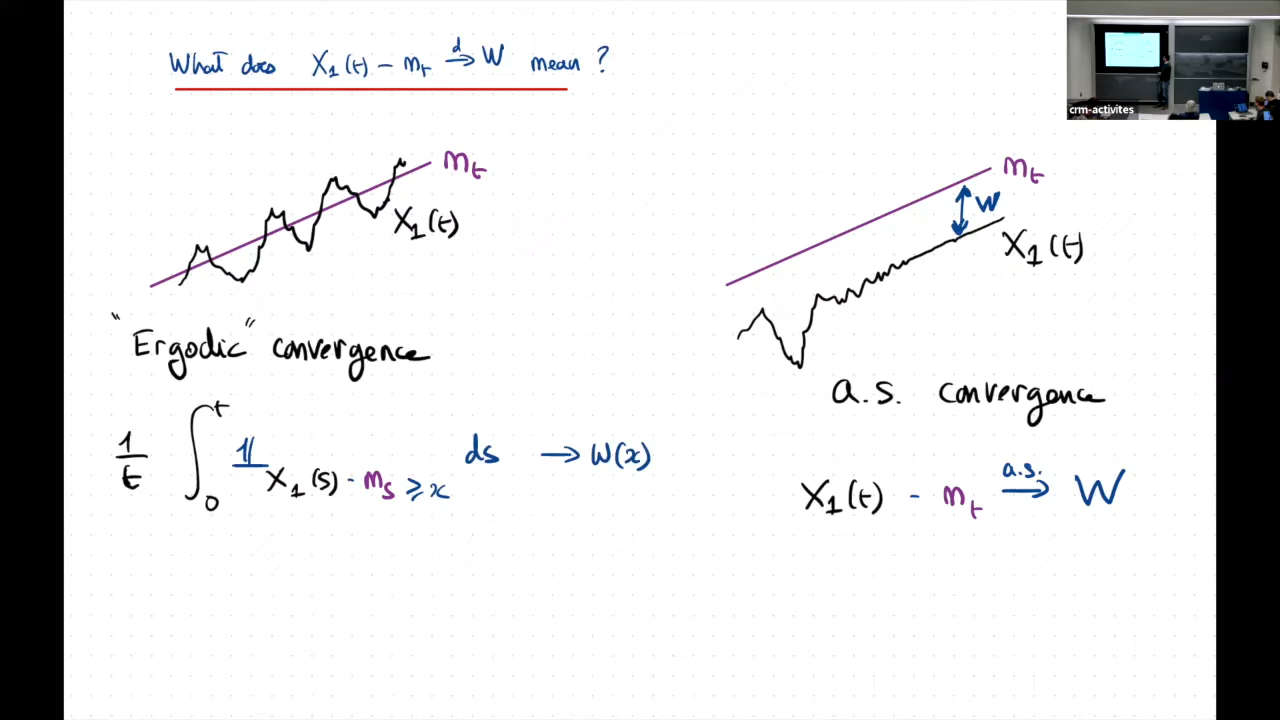 What does X₁(t) − mₜ →ᵈ W mean ?
crm-activites
mₜ
X₁(t)
"Ergodic" convergence
1/t ∫₀ᵗ 𝟙_{X₁(s) - mₛ ⩾ x} ds → W(x)
mₜ
W
X₁(t)
a.s. convergence
X₁(t) - mₜ →ᵃ·ˢ· W